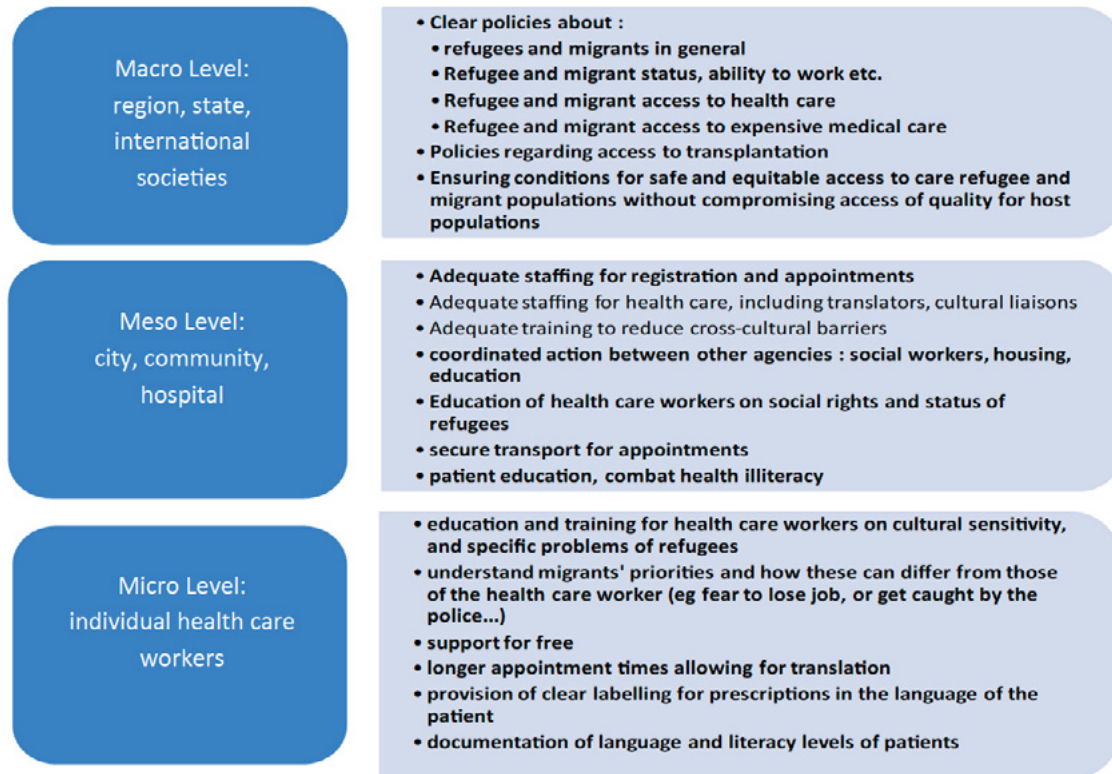 Macro Level:
region, state,
international
societies
• Clear policies about :
• refugees and migrants in general
• Refugee and migrant status, ability to work etc.
• Refugee and migrant access to health care
• Refugee and migrant access to expensive medical care
• Policies regarding access to transplantation
• Ensuring conditions for safe and equitable access to care refugee and
migrant populations without compromising access of quality for host
populations
Meso Level:
city, community,
hospital
• Adequate staffing for registration and appointments
• Adequate staffing for health care, including translators, cultural liaisons
• Adequate training to reduce cross-cultural barriers
• coordinated action between other agencies : social workers, housing,
education
• Education of health care workers on social rights and status of
refugees
• secure transport for appointments
• patient education, combat health illiteracy
Micro Level:
individual health care
workers
• education and training for health care workers on cultural sensitivity,
and specific problems of refugees
• understand migrants' priorities and how these can differ from those
of the health care worker (eg fear to lose job, or get caught by the
police...)
• support for free
• longer appointment times allowing for translation
• provision of clear labelling for prescriptions in the language of the
patient
• documentation of language and literacy levels of patients